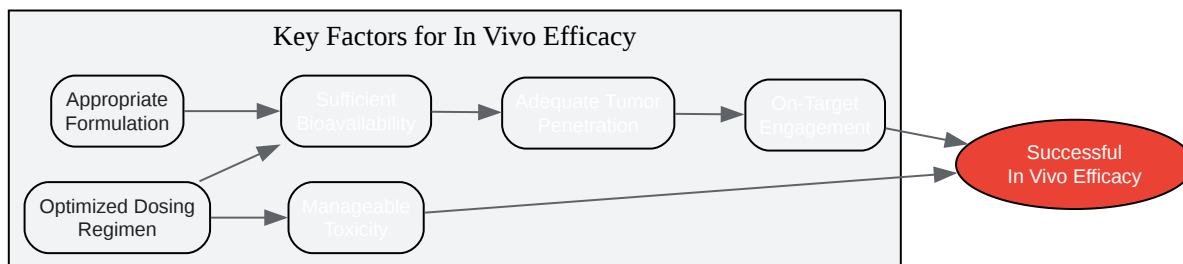 Key Factors for In Vivo Efficacy
Appropriate
Formulation
Sufficient
Bioavailability
Adequate Tumor
Penetration
On-Target
Engagement
Successful
In Vivo Efficacy
Optimized Dosing
Regimen
Manageable
Toxicity